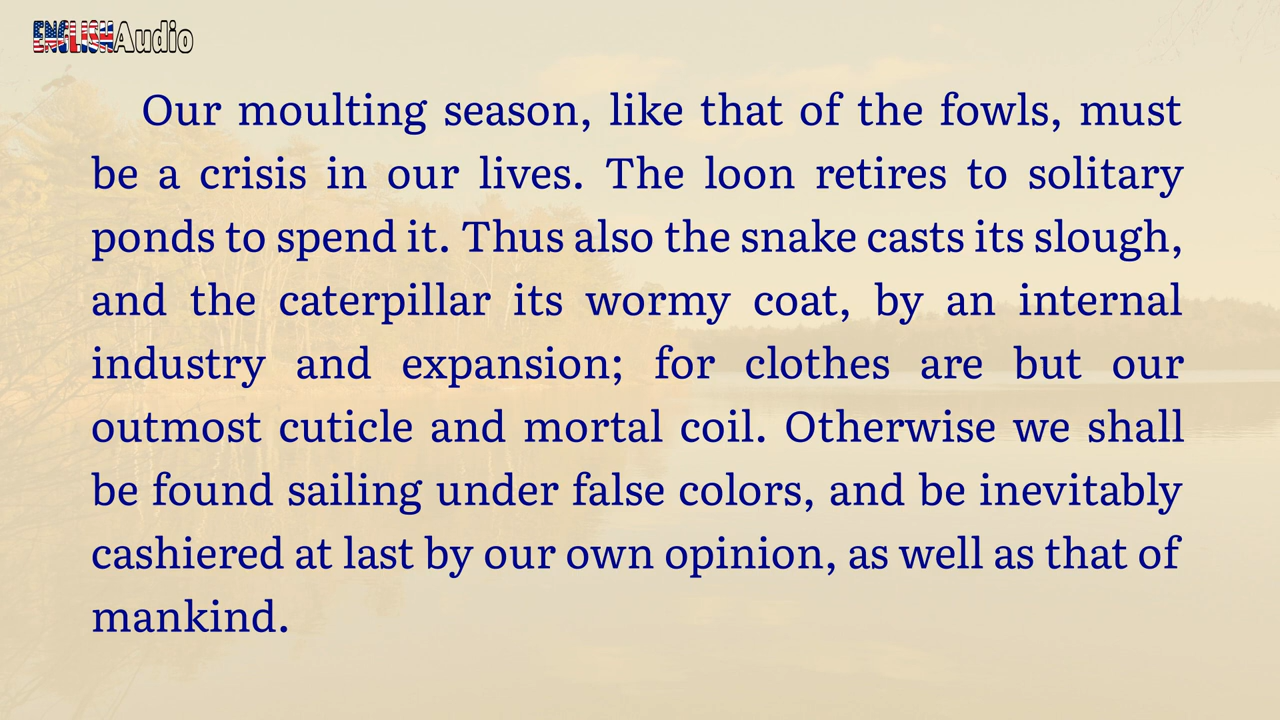 ENGLISHAudio
Our moulting season, like that of the fowls, must
be a crisis in our lives. The loon retires to solitary
ponds to spend it. Thus also the snake casts its slough,
and the caterpillar its wormy coat, by an internal
industry and expansion; for clothes are but our
outmost cuticle and mortal coil. Otherwise we shall
be found sailing under false colors, and be inevitably
cashiered at last by our own opinion, as well as that of
mankind.